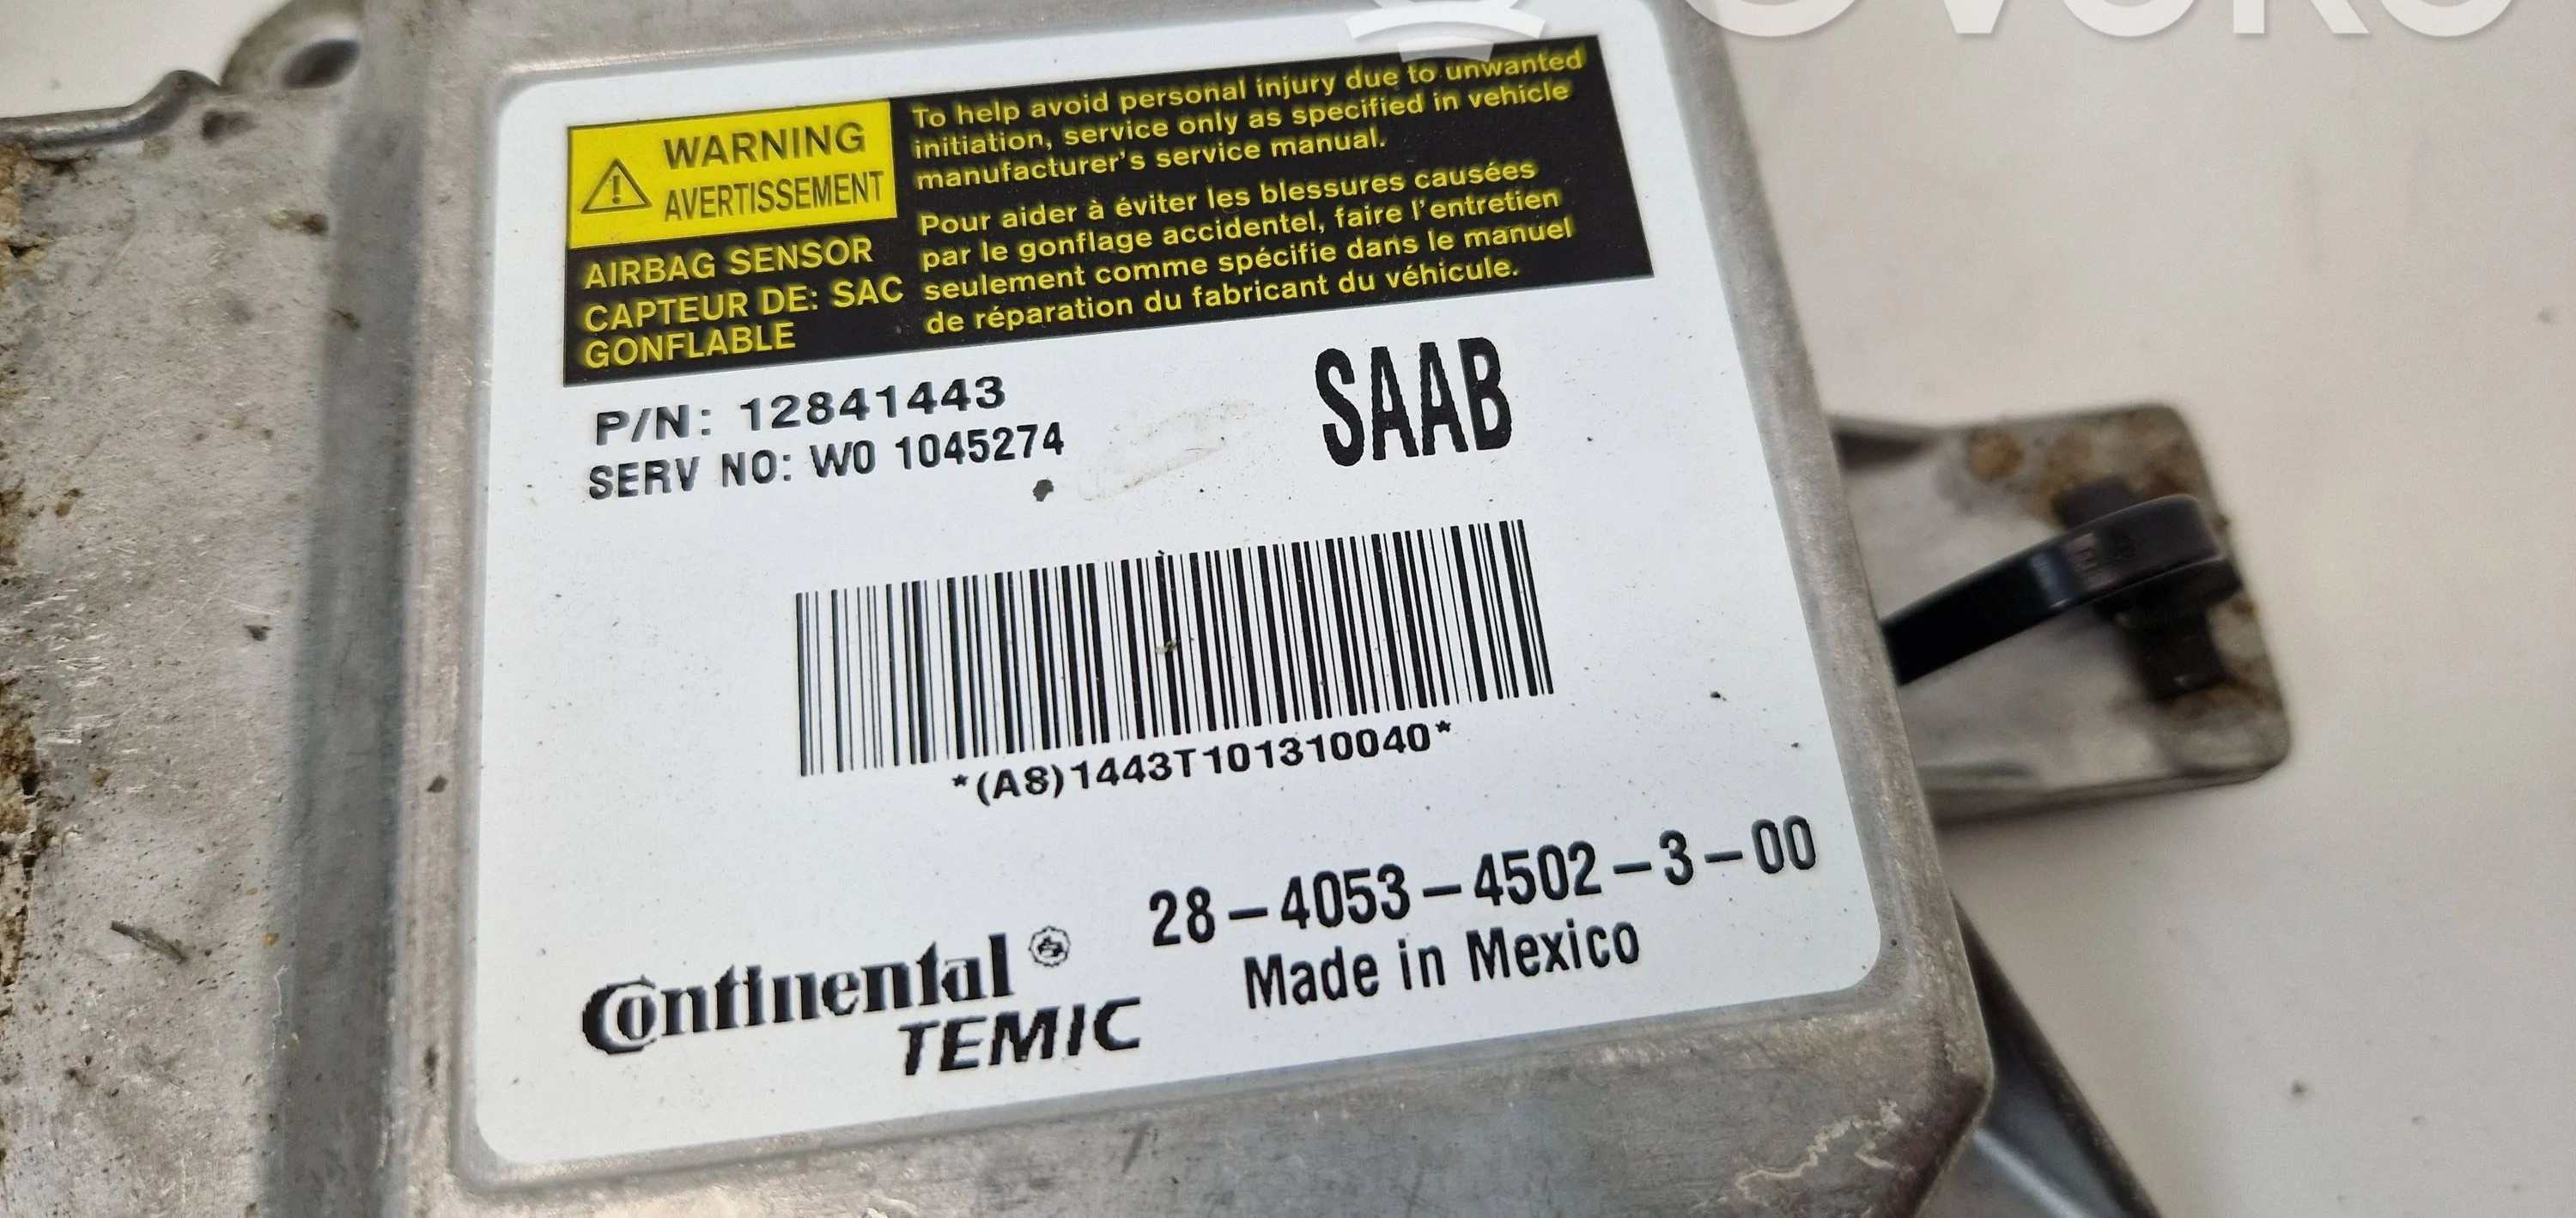 OVOKO
WARNING
AVERTISSEMENT
AIRBAG SENSOR
CAPTEUR DE: SAC
GONFLABLE
To help avoid personal injury due to unwanted
initiation, service only as specified in vehicle
manufacturer's service manual.
Pour aider à éviter les blessures causées
par le gonflage accidentel, faire l'entretien
seulement comme spécifie dans le manuel
de réparation du fabricant du véhicule.
P/N: 12841443
SERV NO: W0 1045274
SAAB
*(A8)1443T101310040*
28-4053-4502-3-00
Made in Mexico
Continental
TEMIC